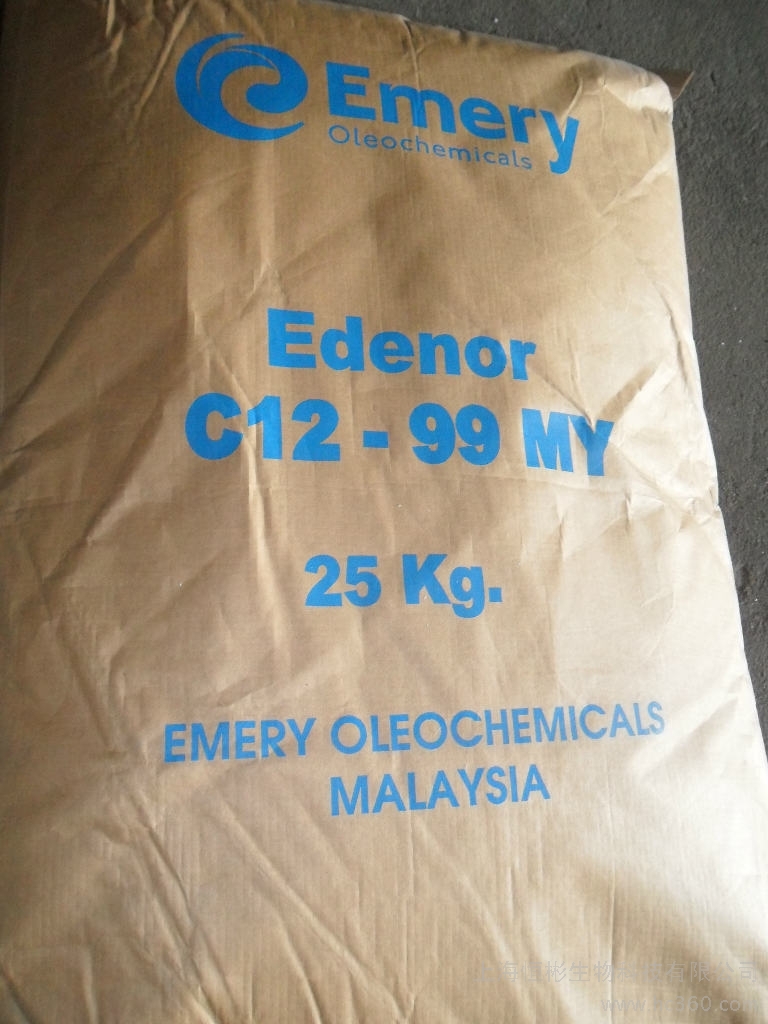 Emery
Oleochemicals
Edenor
C12 - 99 MY
25 Kg.
EMERY OLEOCHEMICALS
MALAYSIA